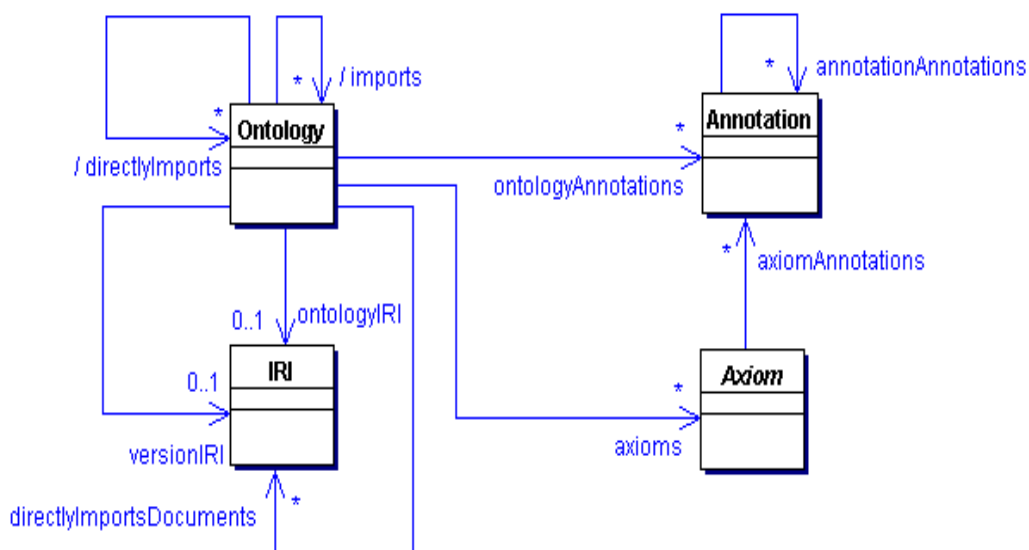 * / imports
* annotationAnnotations
*
Ontology
* Annotation
/ directlyImports
ontologyAnnotations
* axiomAnnotations
0..1 ontologyIRI
IRI
Axiom
0..1
*
versionIRI
axioms
*
directlyImportsDocuments